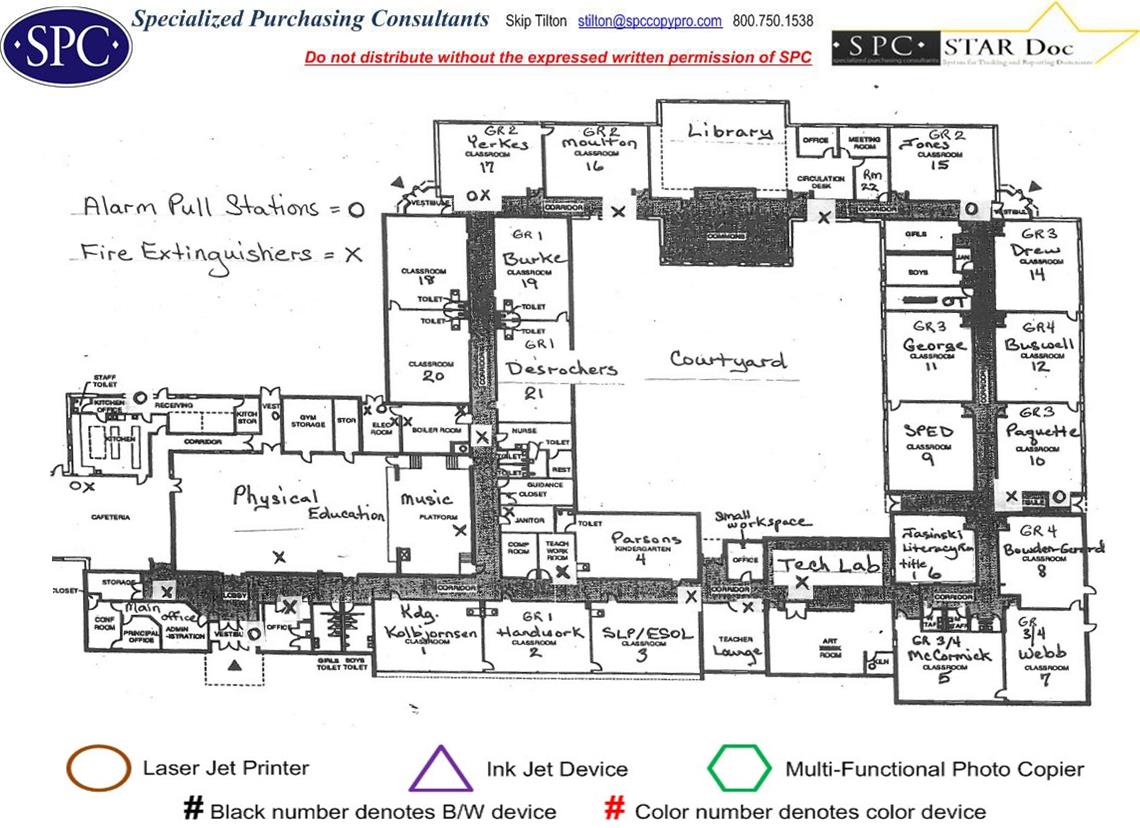 SPC
Specialized Purchasing Consultants Skip Tilton stilton@spccopypro.com 800.750.1538
Do not distribute without the expressed written permission of SPC
SPC STAR Doc
specialized purchasing consultants System for Tracking and Reporting Documents
Alarm Pull Stations = O
Fire Extinguishers = X
GR 2
Yerkes
CLASSROOM
17
OX
GR 2
Moulton
CLASSROOM
16
Library
OFFICE
MEETING
ROOM
CIRCULATION
DESK
Rm
22
GR 2
Jones
CLASSROOM
15
VESTIBULE
CORRIDOR
X
COMMONS
X
CORRIDOR
O
VESTIBULE
CLASSROOM
18
TOILET
TOILET
CLASSROOM
20
GR 1
Burke
CLASSROOM
19
TOILET
TOILET
GR 1
Desrochers
21
CORRIDOR
Courtyard
GIRLS
BOYS
JAN
OT
GR 3
George
CLASSROOM
11
SPED
CLASSROOM
9
CORRIDOR
GR 3
Drew
CLASSROOM
14
GR 4
Buswell
CLASSROOM
12
GR 3
Paquette
CLASSROOM
10
X O
STAFF
TOILET
KITCHEN
OFFICE
O
RECEIVING
KITCH
STOR
VEST
O
GYM
STORAGE
STOR
X O
ELEC
ROOM
X X
BOILER ROOM
X
X
KITCHEN
CORRIDOR
OX
CAFETERIA
Physical
Education
X
Music
PLATFORM
X
NURSE
TOILET
TOILET
TOILET
REST
GUIDANCE
CLOSET
X
JANITOR
TOILET
COMP
ROOM
TEACH
WORK
ROOM
X
Parsons
KINDERGARTEN
4
Small
workspace
OFFICE
Tech Lab
X
Jasinski
Literacy Rm
title 1 6
GR 4
Bowden-Gerard
CLASSROOM
8
CLOSET
STORAGE
X
LOBBY
CORRIDOR
X
CORRIDOR
X
CORRIDOR
CONF
ROOM
Main
office
PRINCIPAL
OFFICE
ADMIN
-ISTRATION
O
X
OFFICE
GIRLS
TOILET
BOYS
TOILET
Kdg.
Kolbjornsen
CLASSROOM
1
GR 1
Handwork
CLASSROOM
2
SLP/ESOL
CLASSROOM
3
TEACHER
Lounge
ART
ROOM
KILN
GR 3/4
McCormick
CLASSROOM
5
GR
3/4
Webb
CLASSROOM
7
Laser Jet Printer
Ink Jet Device
Multi-Functional Photo Copier
# Black number denotes B/W device
# Color number denotes color device